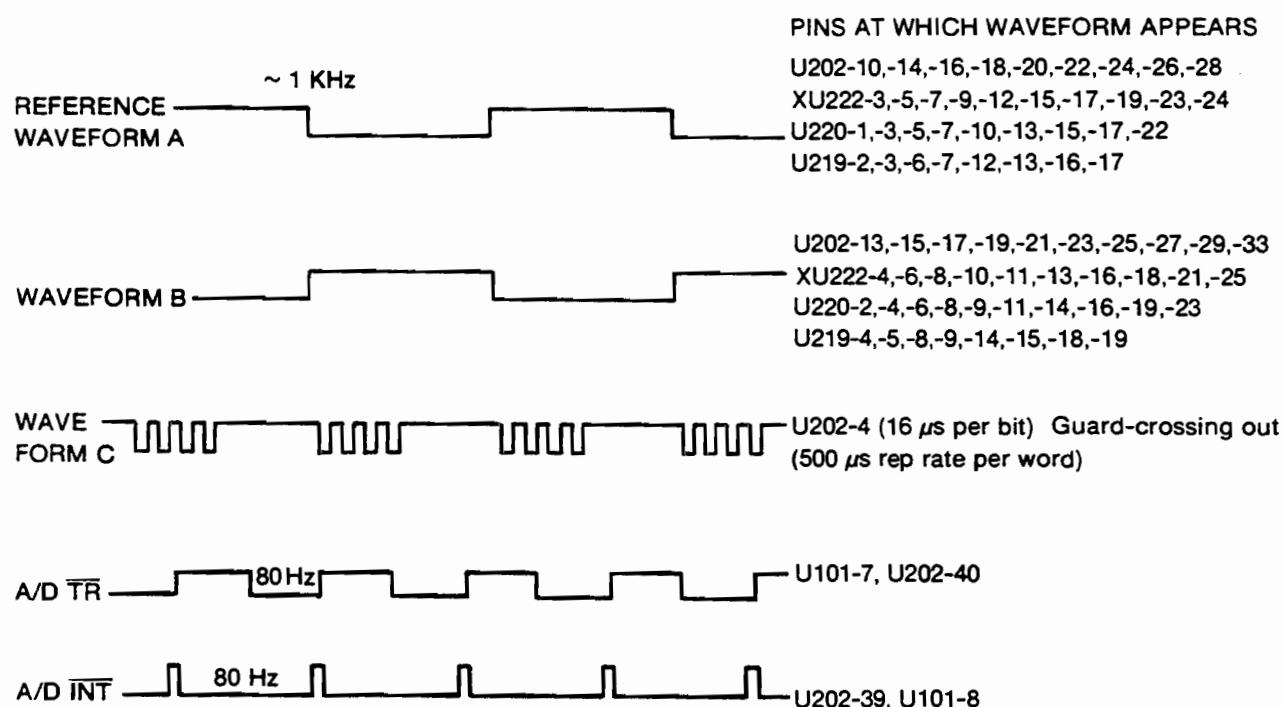 PINS AT WHICH WAVEFORM APPEARS
~ 1 KHz
REFERENCE
WAVEFORM A
U202-10,-14,-16,-18,-20,-22,-24,-26,-28
XU222-3,-5,-7,-9,-12,-15,-17,-19,-23,-24
U220-1,-3,-5,-7,-10,-13,-15,-17,-22
U219-2,-3,-6,-7,-12,-13,-16,-17
WAVEFORM B
U202-13,-15,-17,-19,-21,-23,-25,-27,-29,-33
XU222-4,-6,-8,-10,-11,-13,-16,-18,-21,-25
U220-2,-4,-6,-8,-9,-11,-14,-16,-19,-23
U219-4,-5,-8,-9,-14,-15,-18,-19
WAVE
FORM C
U202-4 (16 µs per bit) Guard-crossing out
(500 µs rep rate per word)
A/D T̅R̅
80 Hz
U101-7, U202-40
A/D I̅N̅T̅
80 Hz
U202-39, U101-8